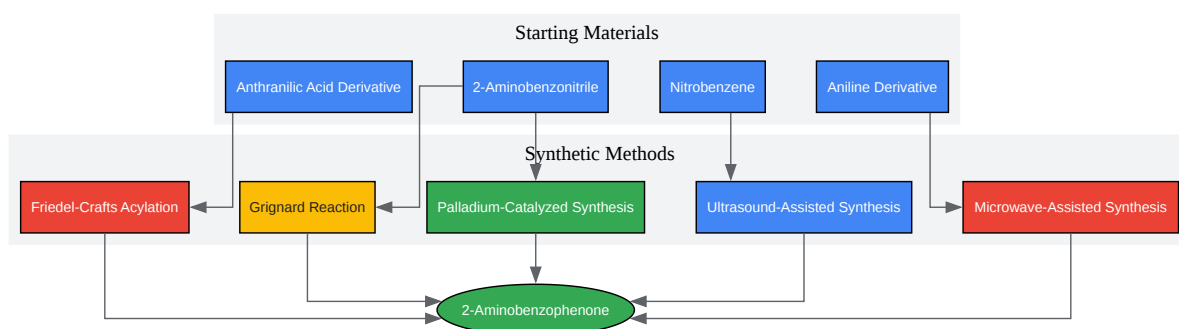 Starting Materials
Anthranilic Acid Derivative
2-Aminobenzonitrile
Nitrobenzene
Aniline Derivative
Synthetic Methods
Friedel-Crafts Acylation
Grignard Reaction
Palladium-Catalyzed Synthesis
Ultrasound-Assisted Synthesis
Microwave-Assisted Synthesis
2-Aminobenzophenone